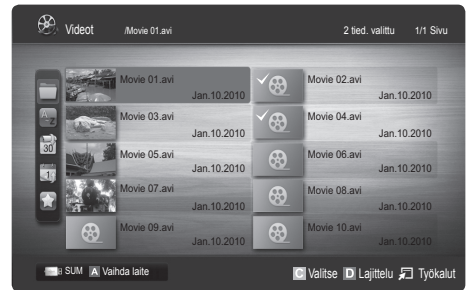 Videot /Movie 01.avi 2 tied. valittu 1/1 Sivu
Movie 01.avi Movie 02.avi
Jan.10.2010 Jan.10.2010
Movie 03.avi Movie 04.avi
Jan.10.2010 Jan.10.2010
30
Movie 05.avi Movie 06.avi
Jan.10.2010 Jan.10.2010
1
Movie 07.avi Movie 08.avi
Jan.10.2010 Jan.10.2010
Movie 09.avi Movie 10.avi
Jan.10.2010 Jan.10.2010
SUM A Vaihda laite C Valitse D Lajittelu Työkalut